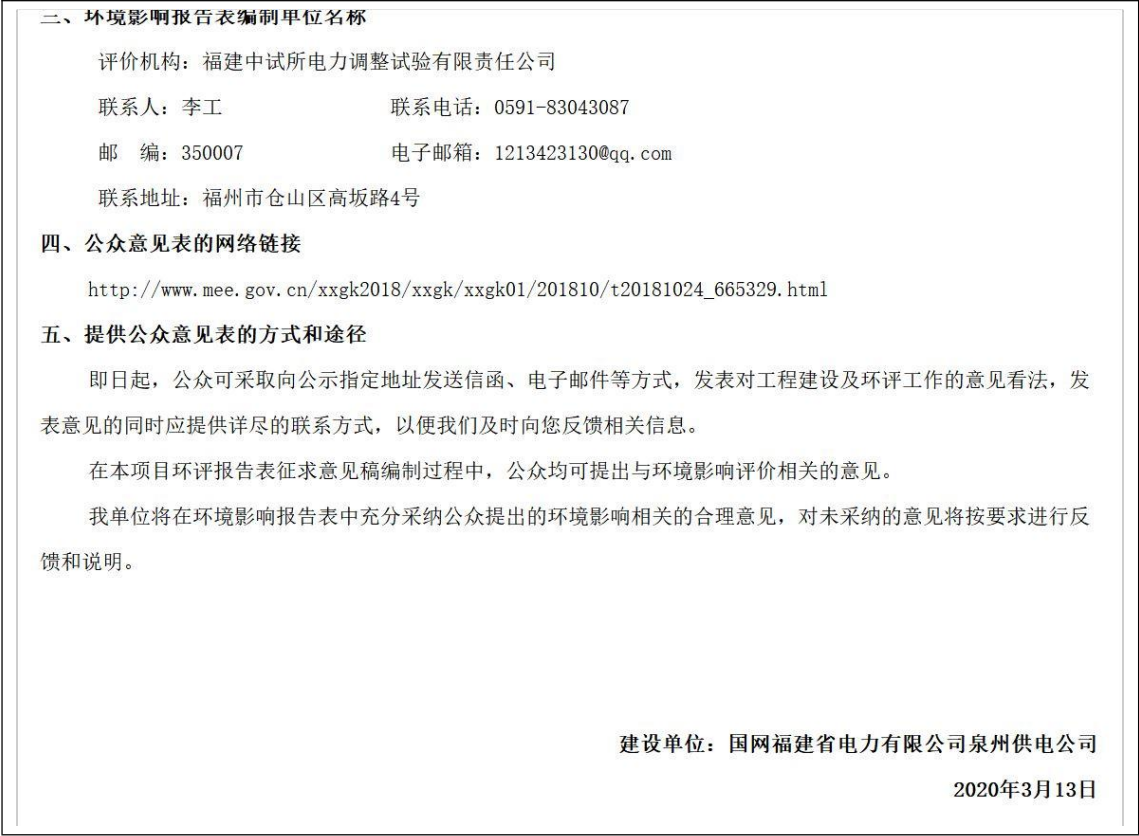 三、环境影响报告表编制单位名称
评价机构：福建中试所电力调整试验有限责任公司
联系人：李工 联系电话：0591-83043087
邮 编：350007 电子邮箱：1213423130@qq.com
联系地址：福州市仓山区高坂路4号
四、公众意见表的网络链接
http://www.mee.gov.cn/xxgk2018/xxgk/xxgk01/201810/t20181024_665329.html
五、提供公众意见表的方式和途径
即日起，公众可采取向公示指定地址发送信函、电子邮件等方式，发表对工程建设及环评工作的意见看法，发
表意见的同时应提供详尽的联系方式，以便我们及时向您反馈相关信息。
在本项目环评报告表征求意见稿编制过程中，公众均可提出与环境影响评价相关的意见。
我单位将在环境影响报告表中充分采纳公众提出的环境影响相关的合理意见，对未采纳的意见将按要求进行反
馈和说明。
建设单位：国网福建省电力有限公司泉州供电公司
2020年3月13日